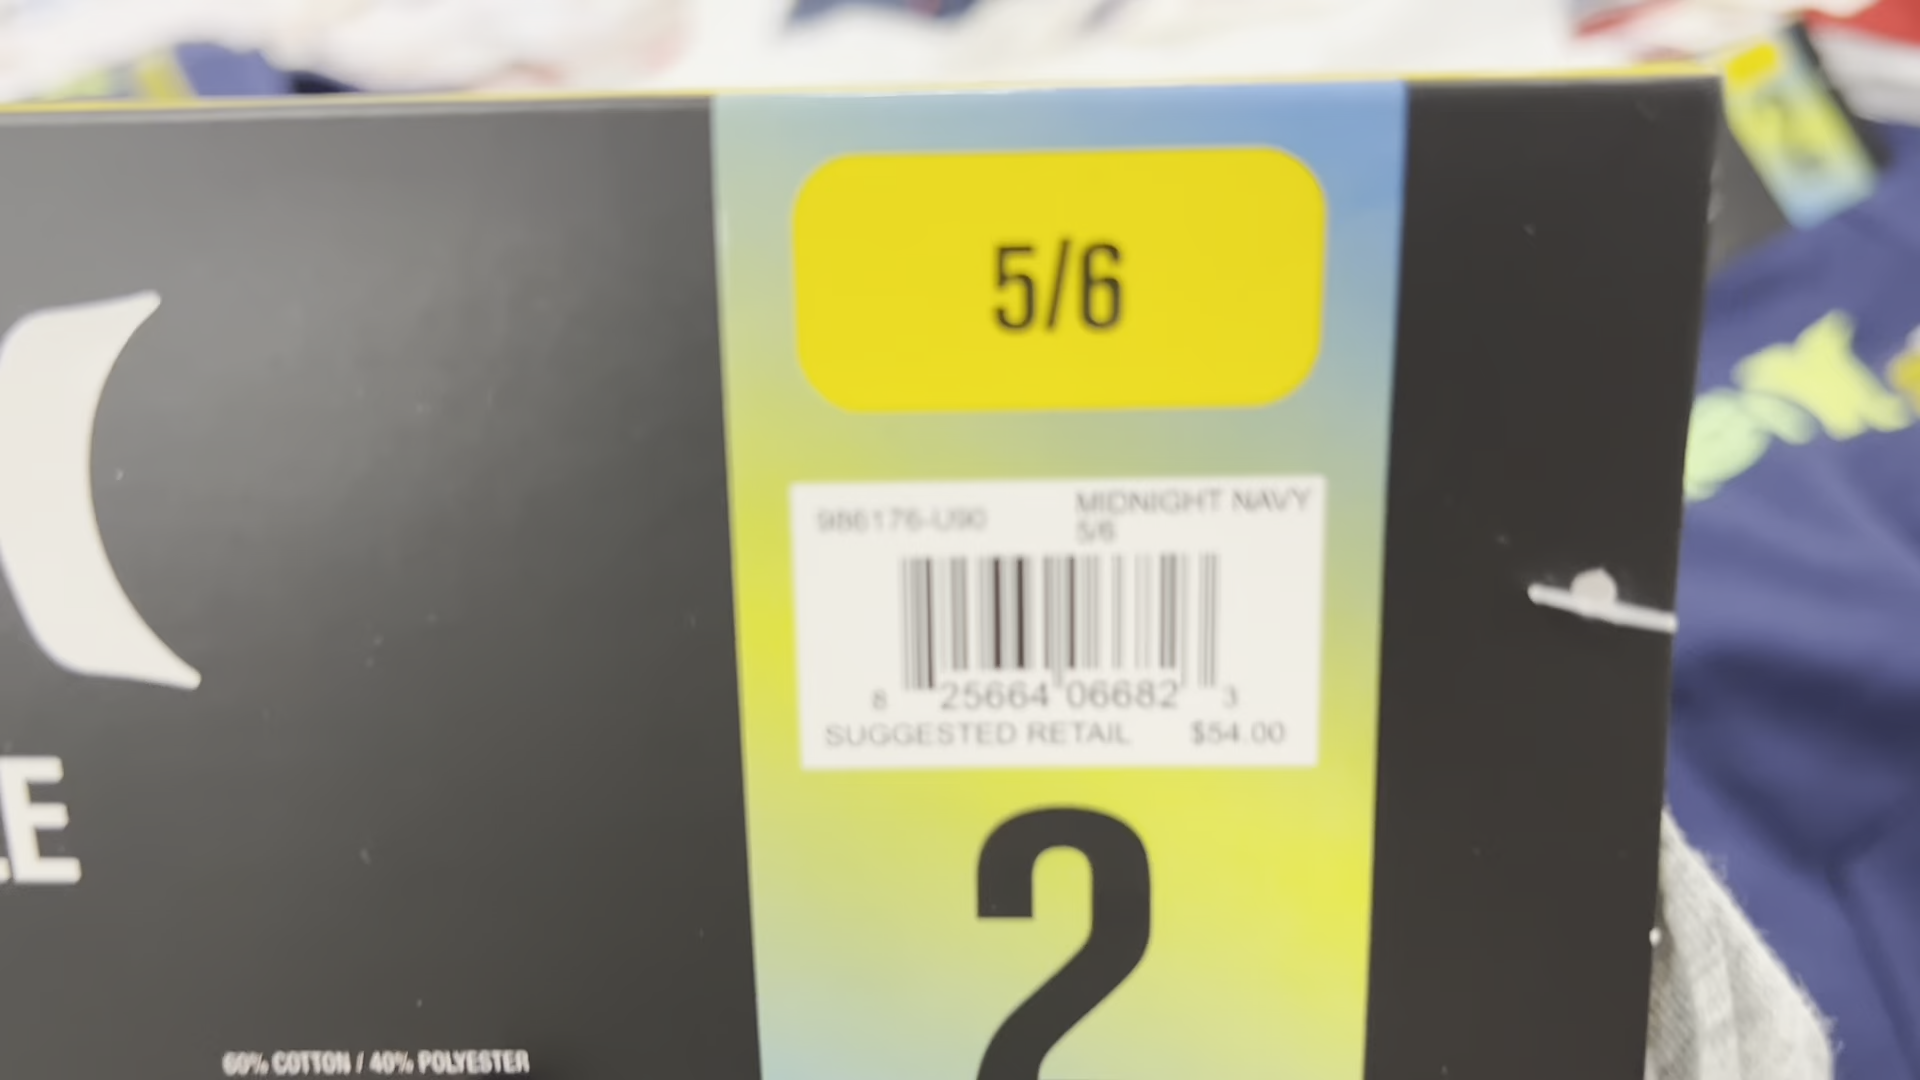 5/6
986176-U90
MIDNIGHT NAVY
5/6
8 25664 06682 3
SUGGESTED RETAIL $54.00
2
LE
60% COTTON / 40% POLYESTER